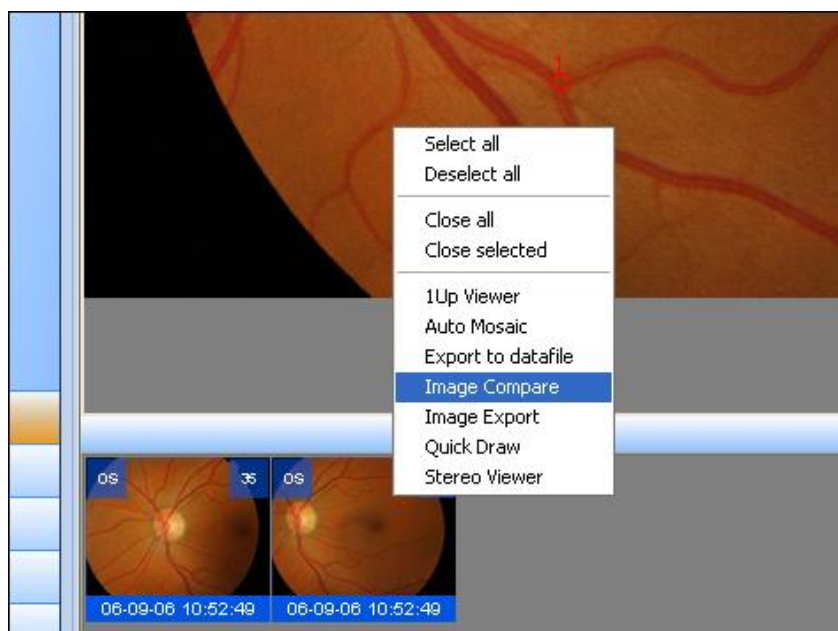 Select all
Deselect all
Close all
Close selected
1Up Viewer
Auto Mosaic
Export to datafile
Image Compare
Image Export
Quick Draw
Stereo Viewer
OS 35 OS
06-09-06 10:52:49 06-09-06 10:52:49